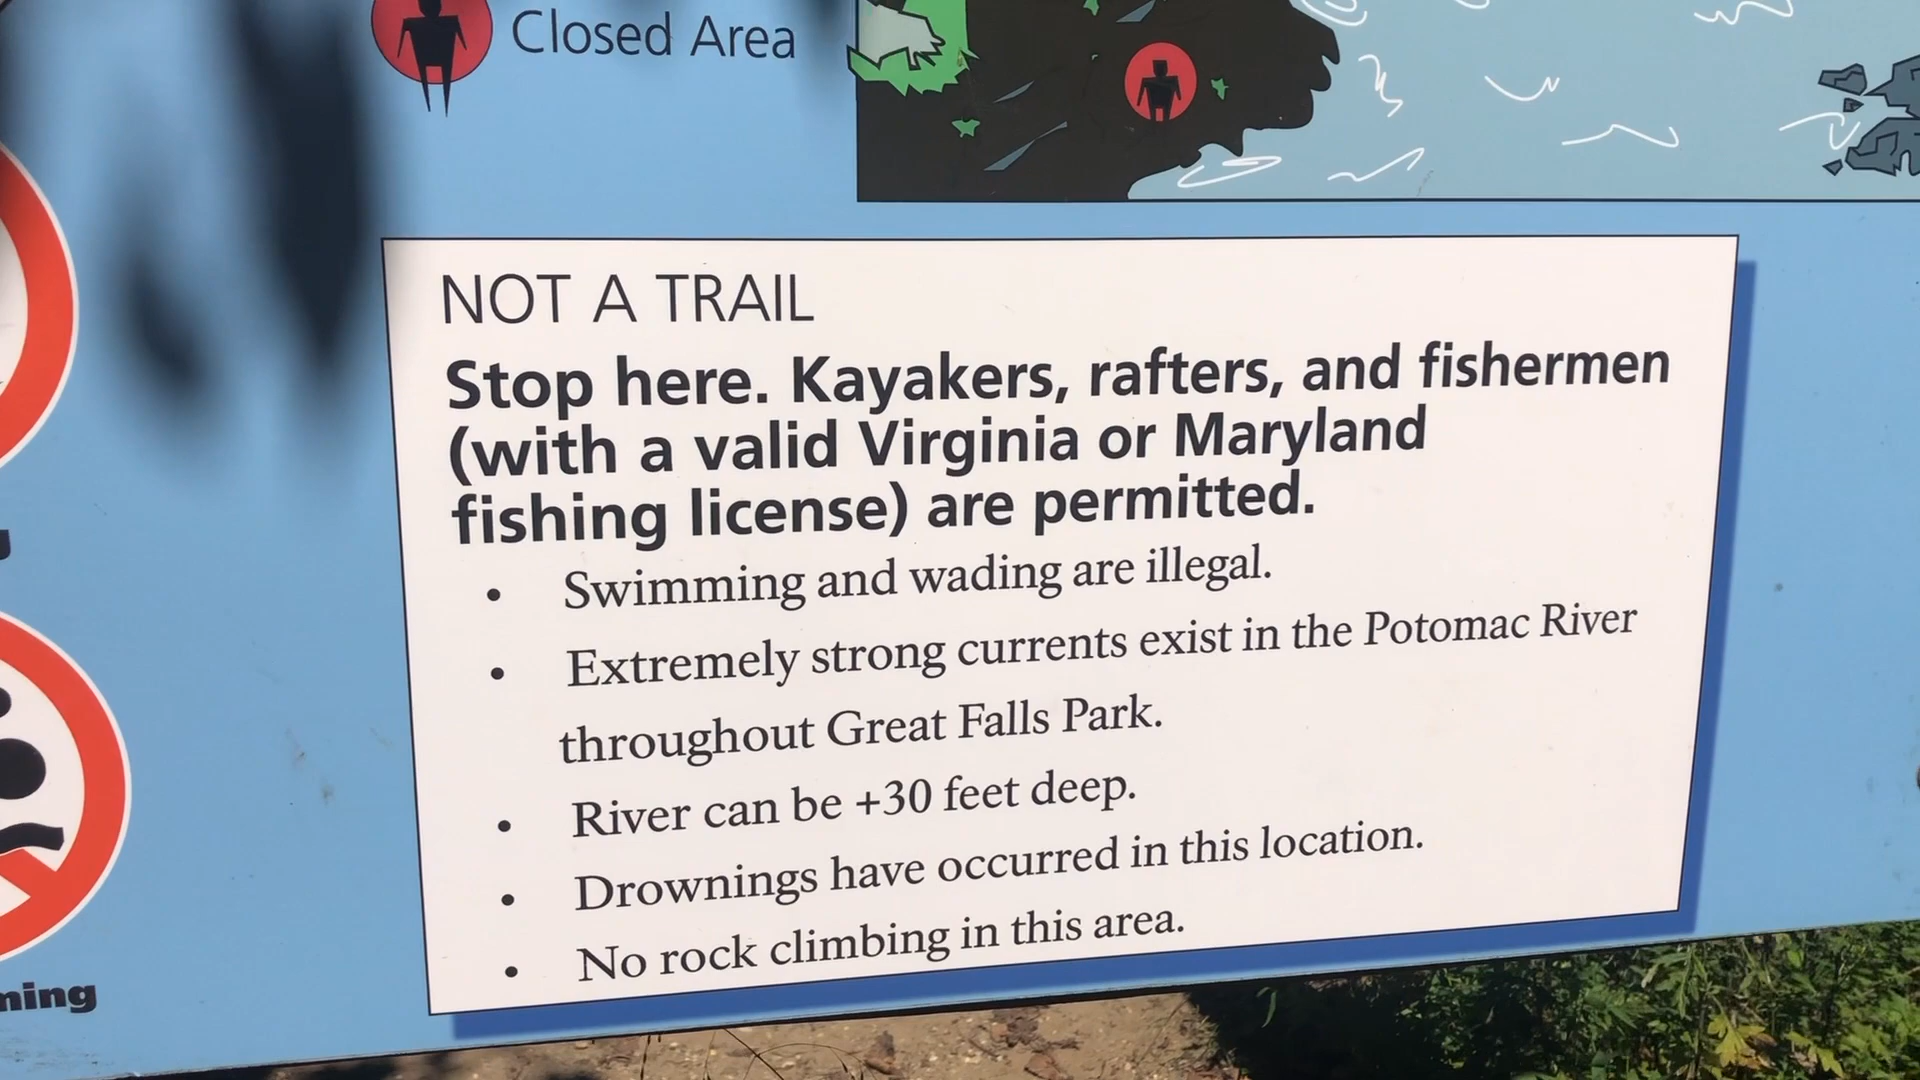 Closed Area
NOT A TRAIL
Stop here. Kayakers, rafters, and fishermen
(with a valid Virginia or Maryland
fishing license) are permitted.
• Swimming and wading are illegal.
• Extremely strong currents exist in the Potomac River
throughout Great Falls Park.
• River can be +30 feet deep.
• Drownings have occurred in this location.
• No rock climbing in this area.